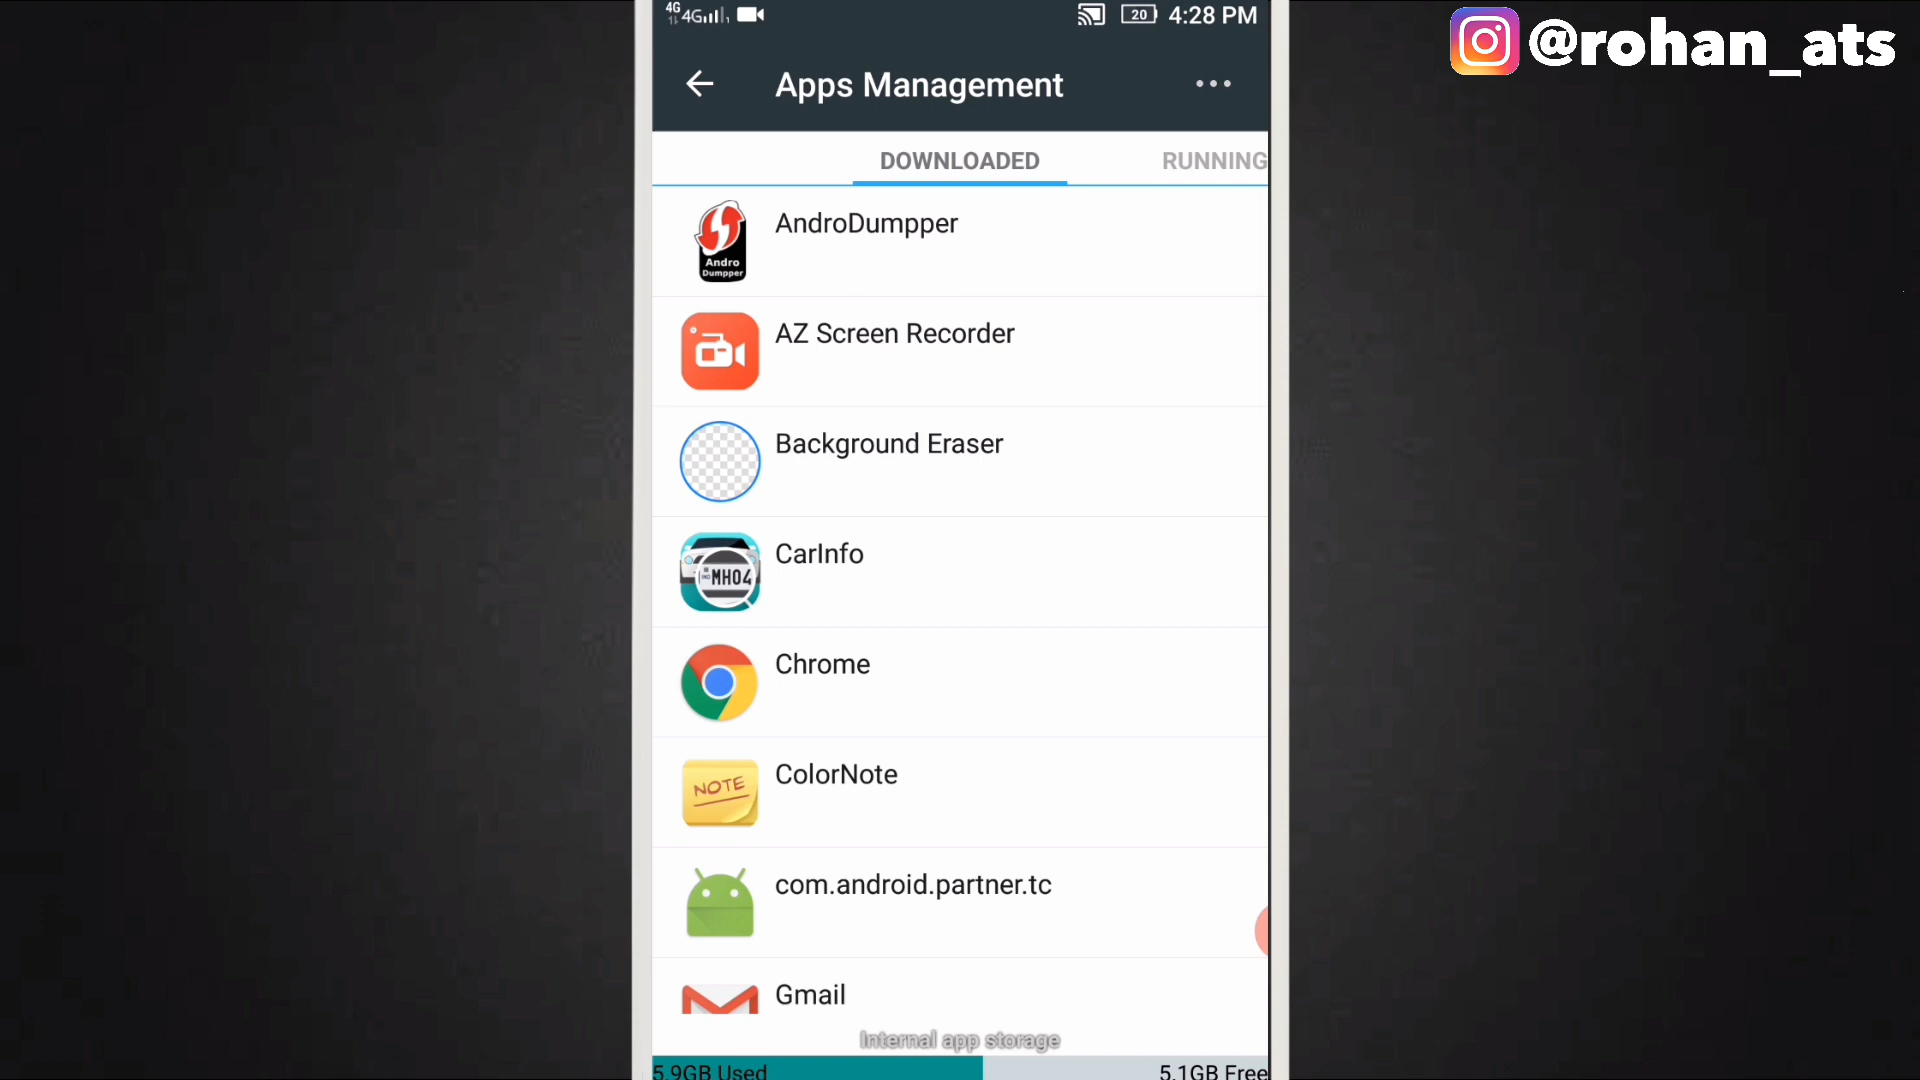 4G 4G 20 4:28 PM
@rohan_ats
Apps Management
DOWNLOADED RUNNING
AndroDumpper
Andro
Dumpper
AZ Screen Recorder
Background Eraser
CarInfo
MH04
Chrome
ColorNote
NOTE
com.android.partner.tc
Gmail
Internal app storage
5.9GB Used 5.1GB Free